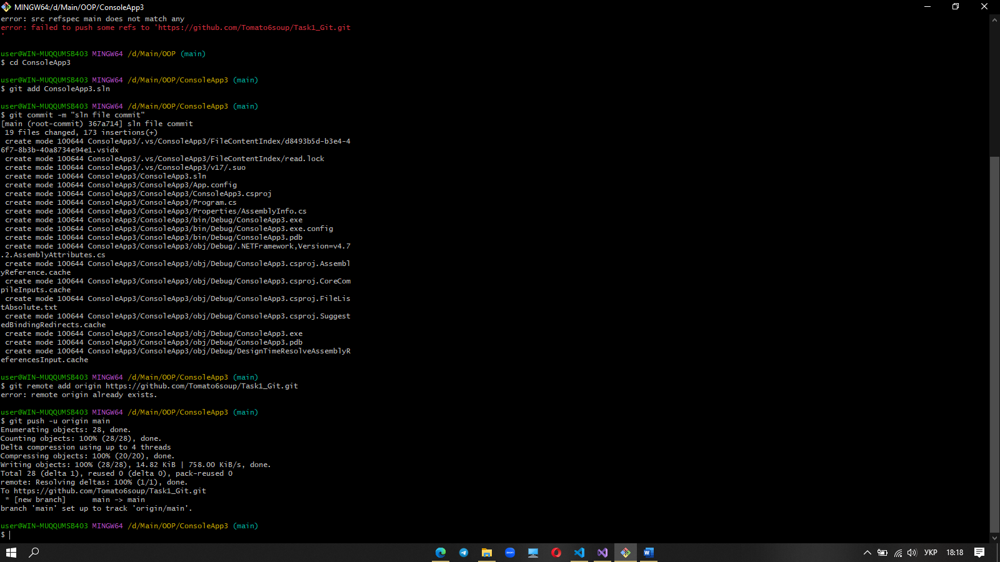 MINGW64:/d/Main/OOP/ConsoleApp3
error: src refspec main does not match any
error: failed to push some refs to 'https://github.com/Tomato6soup/Task1_Git.git
'
user@WIN-MUQQUMSB4O3 MINGW64 /d/Main/OOP (main)
$ cd ConsoleApp3
user@WIN-MUQQUMSB4O3 MINGW64 /d/Main/OOP/ConsoleApp3 (main)
$ git add ConsoleApp3.sln
user@WIN-MUQQUMSB4O3 MINGW64 /d/Main/OOP/ConsoleApp3 (main)
$ git commit -m "sln file commit"
[main (root-commit) 367a714] sln file commit
 19 files changed, 173 insertions(+)
 create mode 100644 ConsoleApp3/.vs/ConsoleApp3/FileContentIndex/d8493b5d-b3e4-4
6f7-8b3b-40a8734e94e1.vsidx
 create mode 100644 ConsoleApp3/.vs/ConsoleApp3/FileContentIndex/read.lock
 create mode 100644 ConsoleApp3/.vs/ConsoleApp3/v17/.suo
 create mode 100644 ConsoleApp3/ConsoleApp3.sln
 create mode 100644 ConsoleApp3/ConsoleApp3/App.config
 create mode 100644 ConsoleApp3/ConsoleApp3/ConsoleApp3.csproj
 create mode 100644 ConsoleApp3/ConsoleApp3/Program.cs
 create mode 100644 ConsoleApp3/ConsoleApp3/Properties/AssemblyInfo.cs
 create mode 100644 ConsoleApp3/ConsoleApp3/bin/Debug/ConsoleApp3.exe
 create mode 100644 ConsoleApp3/ConsoleApp3/bin/Debug/ConsoleApp3.exe.config
 create mode 100644 ConsoleApp3/ConsoleApp3/bin/Debug/ConsoleApp3.pdb
 create mode 100644 ConsoleApp3/ConsoleApp3/obj/Debug/.NETFramework,Version=v4.7
.2.AssemblyAttributes.cs
 create mode 100644 ConsoleApp3/ConsoleApp3/obj/Debug/ConsoleApp3.csproj.Assembl
yReference.cache
 create mode 100644 ConsoleApp3/ConsoleApp3/obj/Debug/ConsoleApp3.csproj.CoreCom
pileInputs.cache
 create mode 100644 ConsoleApp3/ConsoleApp3/obj/Debug/ConsoleApp3.csproj.FileLis
tAbsolute.txt
 create mode 100644 ConsoleApp3/ConsoleApp3/obj/Debug/ConsoleApp3.csproj.Suggest
edBindingRedirects.cache
 create mode 100644 ConsoleApp3/ConsoleApp3/obj/Debug/ConsoleApp3.exe
 create mode 100644 ConsoleApp3/ConsoleApp3/obj/Debug/ConsoleApp3.pdb
 create mode 100644 ConsoleApp3/ConsoleApp3/obj/Debug/DesignTimeResolveAssemblyR
eferencesInput.cache
user@WIN-MUQQUMSB4O3 MINGW64 /d/Main/OOP/ConsoleApp3 (main)
$ git remote add origin https://github.com/Tomato6soup/Task1_Git.git
error: remote origin already exists.
user@WIN-MUQQUMSB4O3 MINGW64 /d/Main/OOP/ConsoleApp3 (main)
$ git push -u origin main
Enumerating objects: 28, done.
Counting objects: 100% (28/28), done.
Delta compression using up to 4 threads
Compressing objects: 100% (20/20), done.
Writing objects: 100% (28/28), 14.82 KiB | 758.00 KiB/s, done.
Total 28 (delta 1), reused 0 (delta 0), pack-reused 0
remote: Resolving deltas: 100% (1/1), done.
To https://github.com/Tomato6soup/Task1_Git.git
 * [new branch]      main -> main
branch 'main' set up to track 'origin/main'.
user@WIN-MUQQUMSB4O3 MINGW64 /d/Main/OOP/ConsoleApp3 (main)
$
zoom
W
УКР
18:18